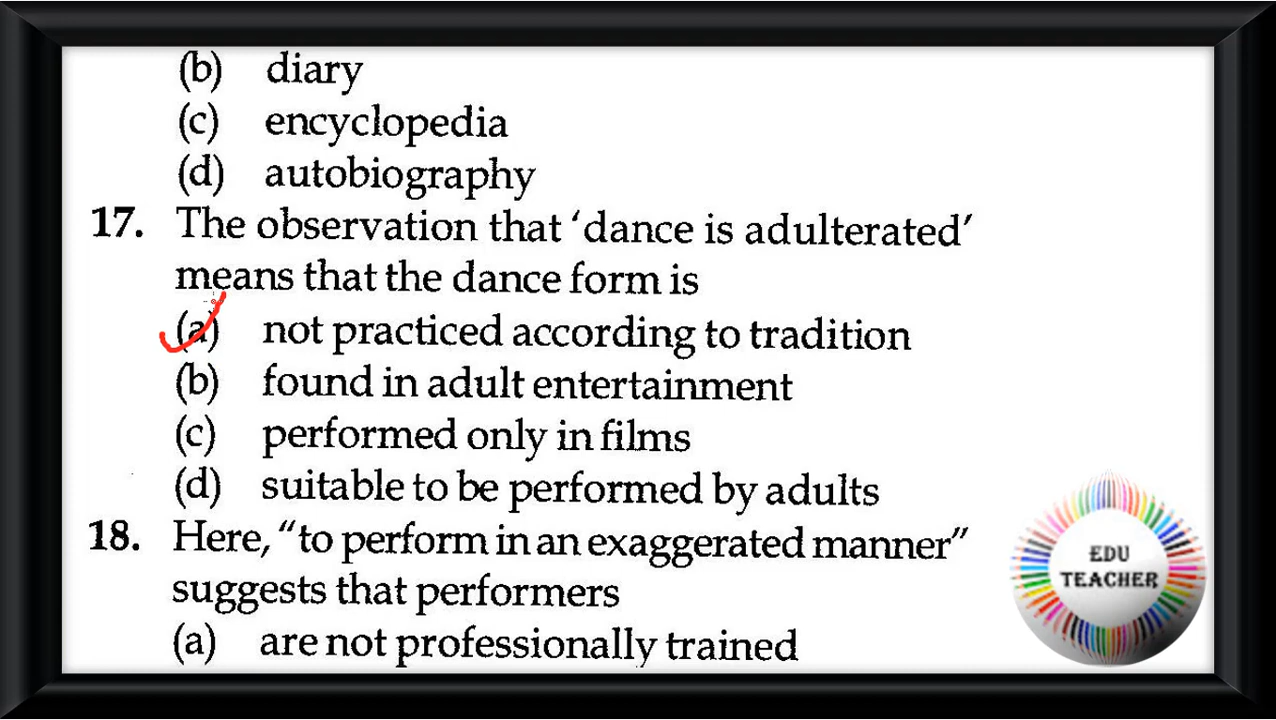 (b) diary
(c) encyclopedia
(d) autobiography
17. The observation that ‘dance is adulterated’
means that the dance form is
(a) not practiced according to tradition
(b) found in adult entertainment
(c) performed only in films
(d) suitable to be performed by adults
18. Here, “to perform in an exaggerated manner”
suggests that performers
(a) are not professionally trained
EDU
TEACHER